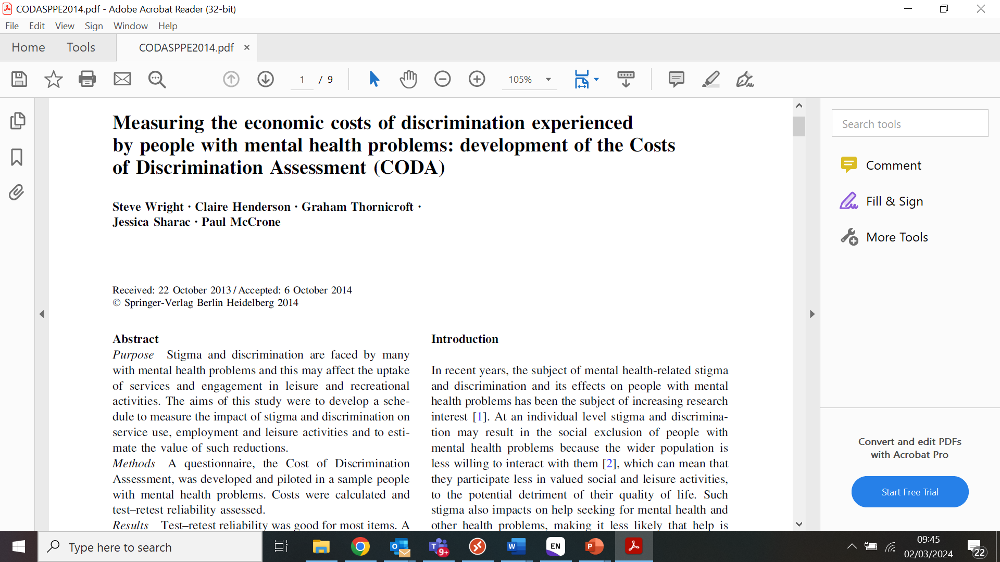 CODASPPE2014.pdf - Adobe Acrobat Reader (32-bit)
File Edit View Sign Window Help
Home Tools CODASPPE2014.pdf ×
1 / 9 105%
Measuring the economic costs of discrimination experienced
by people with mental health problems: development of the Costs
of Discrimination Assessment (CODA)
Steve Wright · Claire Henderson · Graham Thornicroft ·
Jessica Sharac · Paul McCrone
Received: 22 October 2013 / Accepted: 6 October 2014
© Springer-Verlag Berlin Heidelberg 2014
Abstract
Purpose Stigma and discrimination are faced by many
with mental health problems and this may affect the uptake
of services and engagement in leisure and recreational
activities. The aims of this study were to develop a sche-
dule to measure the impact of stigma and discrimination on
service use, employment and leisure activities and to esti-
mate the value of such reductions.
Methods A questionnaire, the Cost of Discrimination
Assessment, was developed and piloted in a sample people
with mental health problems. Costs were calculated and
test–retest reliability assessed.
Results Test–retest reliability was good for most items. A
Introduction
In recent years, the subject of mental health-related stigma
and discrimination and its effects on people with mental
health problems has been the subject of increasing research
interest [1]. At an individual level stigma and discrimina-
tion may result in the social exclusion of people with
mental health problems because the wider population is
less willing to interact with them [2], which can mean that
they participate less in valued social and leisure activities,
to the potential detriment of their quality of life. Such
stigma also impacts on help seeking for mental health and
other health problems, making it less likely that help is
Search tools
Comment
Fill & Sign
More Tools
Convert and edit PDFs
with Acrobat Pro
Start Free Trial
Type here to search
O
T
9+
W
EN
P
09:45
02/03/2024
22